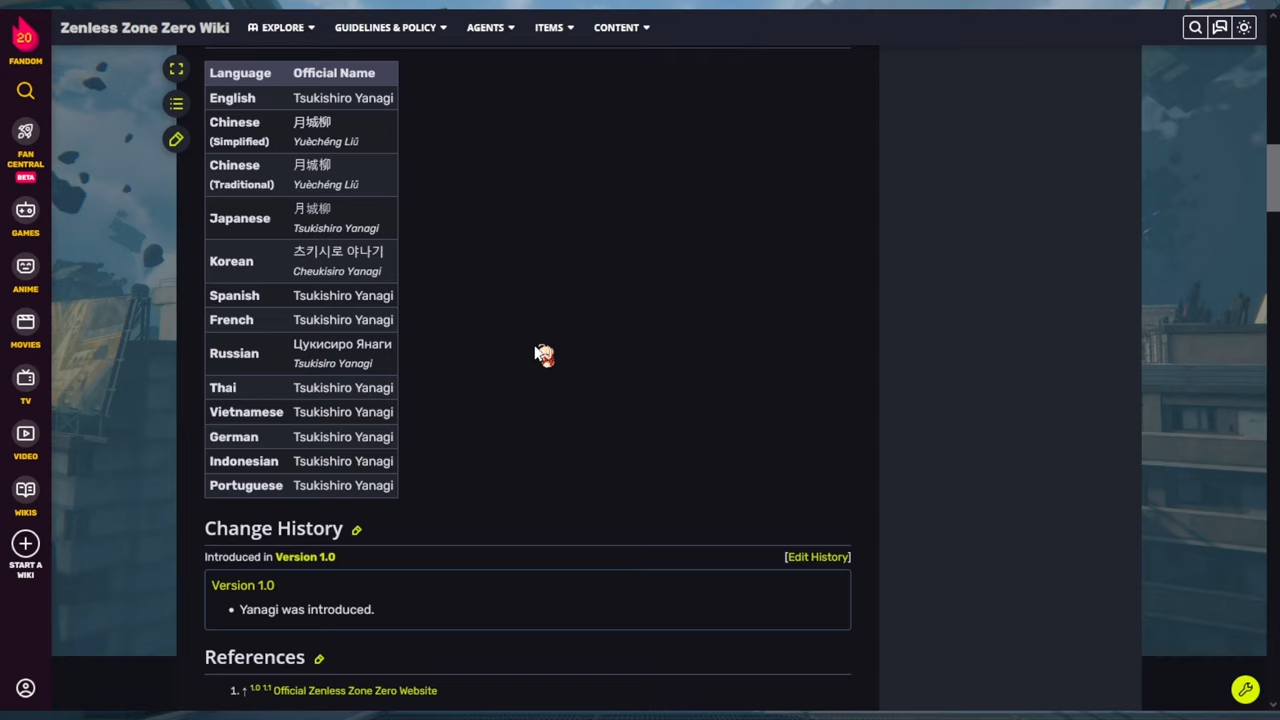 Zenless Zone Zero Wiki EXPLORE GUIDELINES & POLICY AGENTS ITEMS CONTENT
20
FANDOM
FAN CENTRAL
BETA
GAMES
ANIME
MOVIES
TV
VIDEO
WIKIS
START A WIKI
Language Official Name
English Tsukishiro Yanagi
Chinese 月城柳
(Simplified) Yuèchéng Liǔ
Chinese 月城柳
(Traditional) Yuèchéng Liǔ
Japanese 月城柳
Tsukishiro Yanagi
Korean 츠키시로 야나기
Cheukisiro Yanagi
Spanish Tsukishiro Yanagi
French Tsukishiro Yanagi
Russian Цукисиро Янаги
Tsukisiro Yanagi
Thai Tsukishiro Yanagi
Vietnamese Tsukishiro Yanagi
German Tsukishiro Yanagi
Indonesian Tsukishiro Yanagi
Portuguese Tsukishiro Yanagi
Change History
Introduced in Version 1.0 [Edit History]
Version 1.0
• Yanagi was introduced.
References
1. ↑ 1.0 1.1 Official Zenless Zone Zero Website